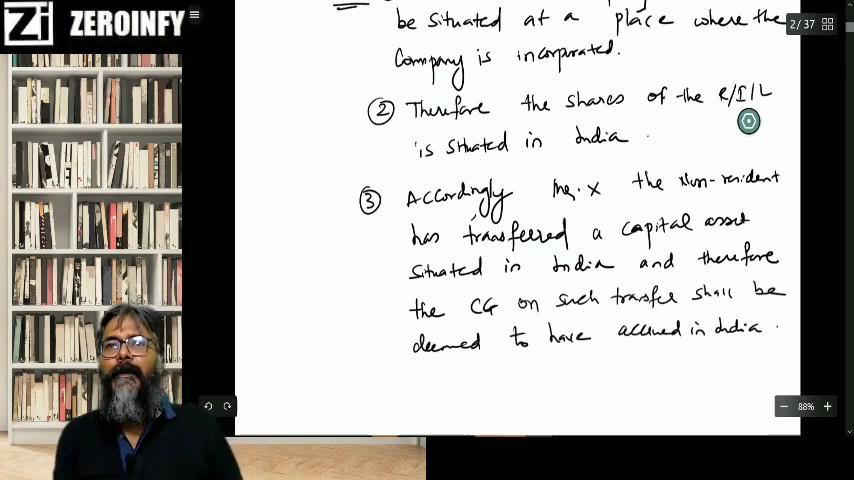 Zi ZEROINFY
2/37
be situated at a place where the
Company is incorporated.
② Therefore the shares of the R/I/L
is situated in India.
③ Accordingly Mr. X the Non-resident
has transferred a capital asset
situated in India and therefore
the CG on such transfer shall be
deemed to have accrued in India.
88%